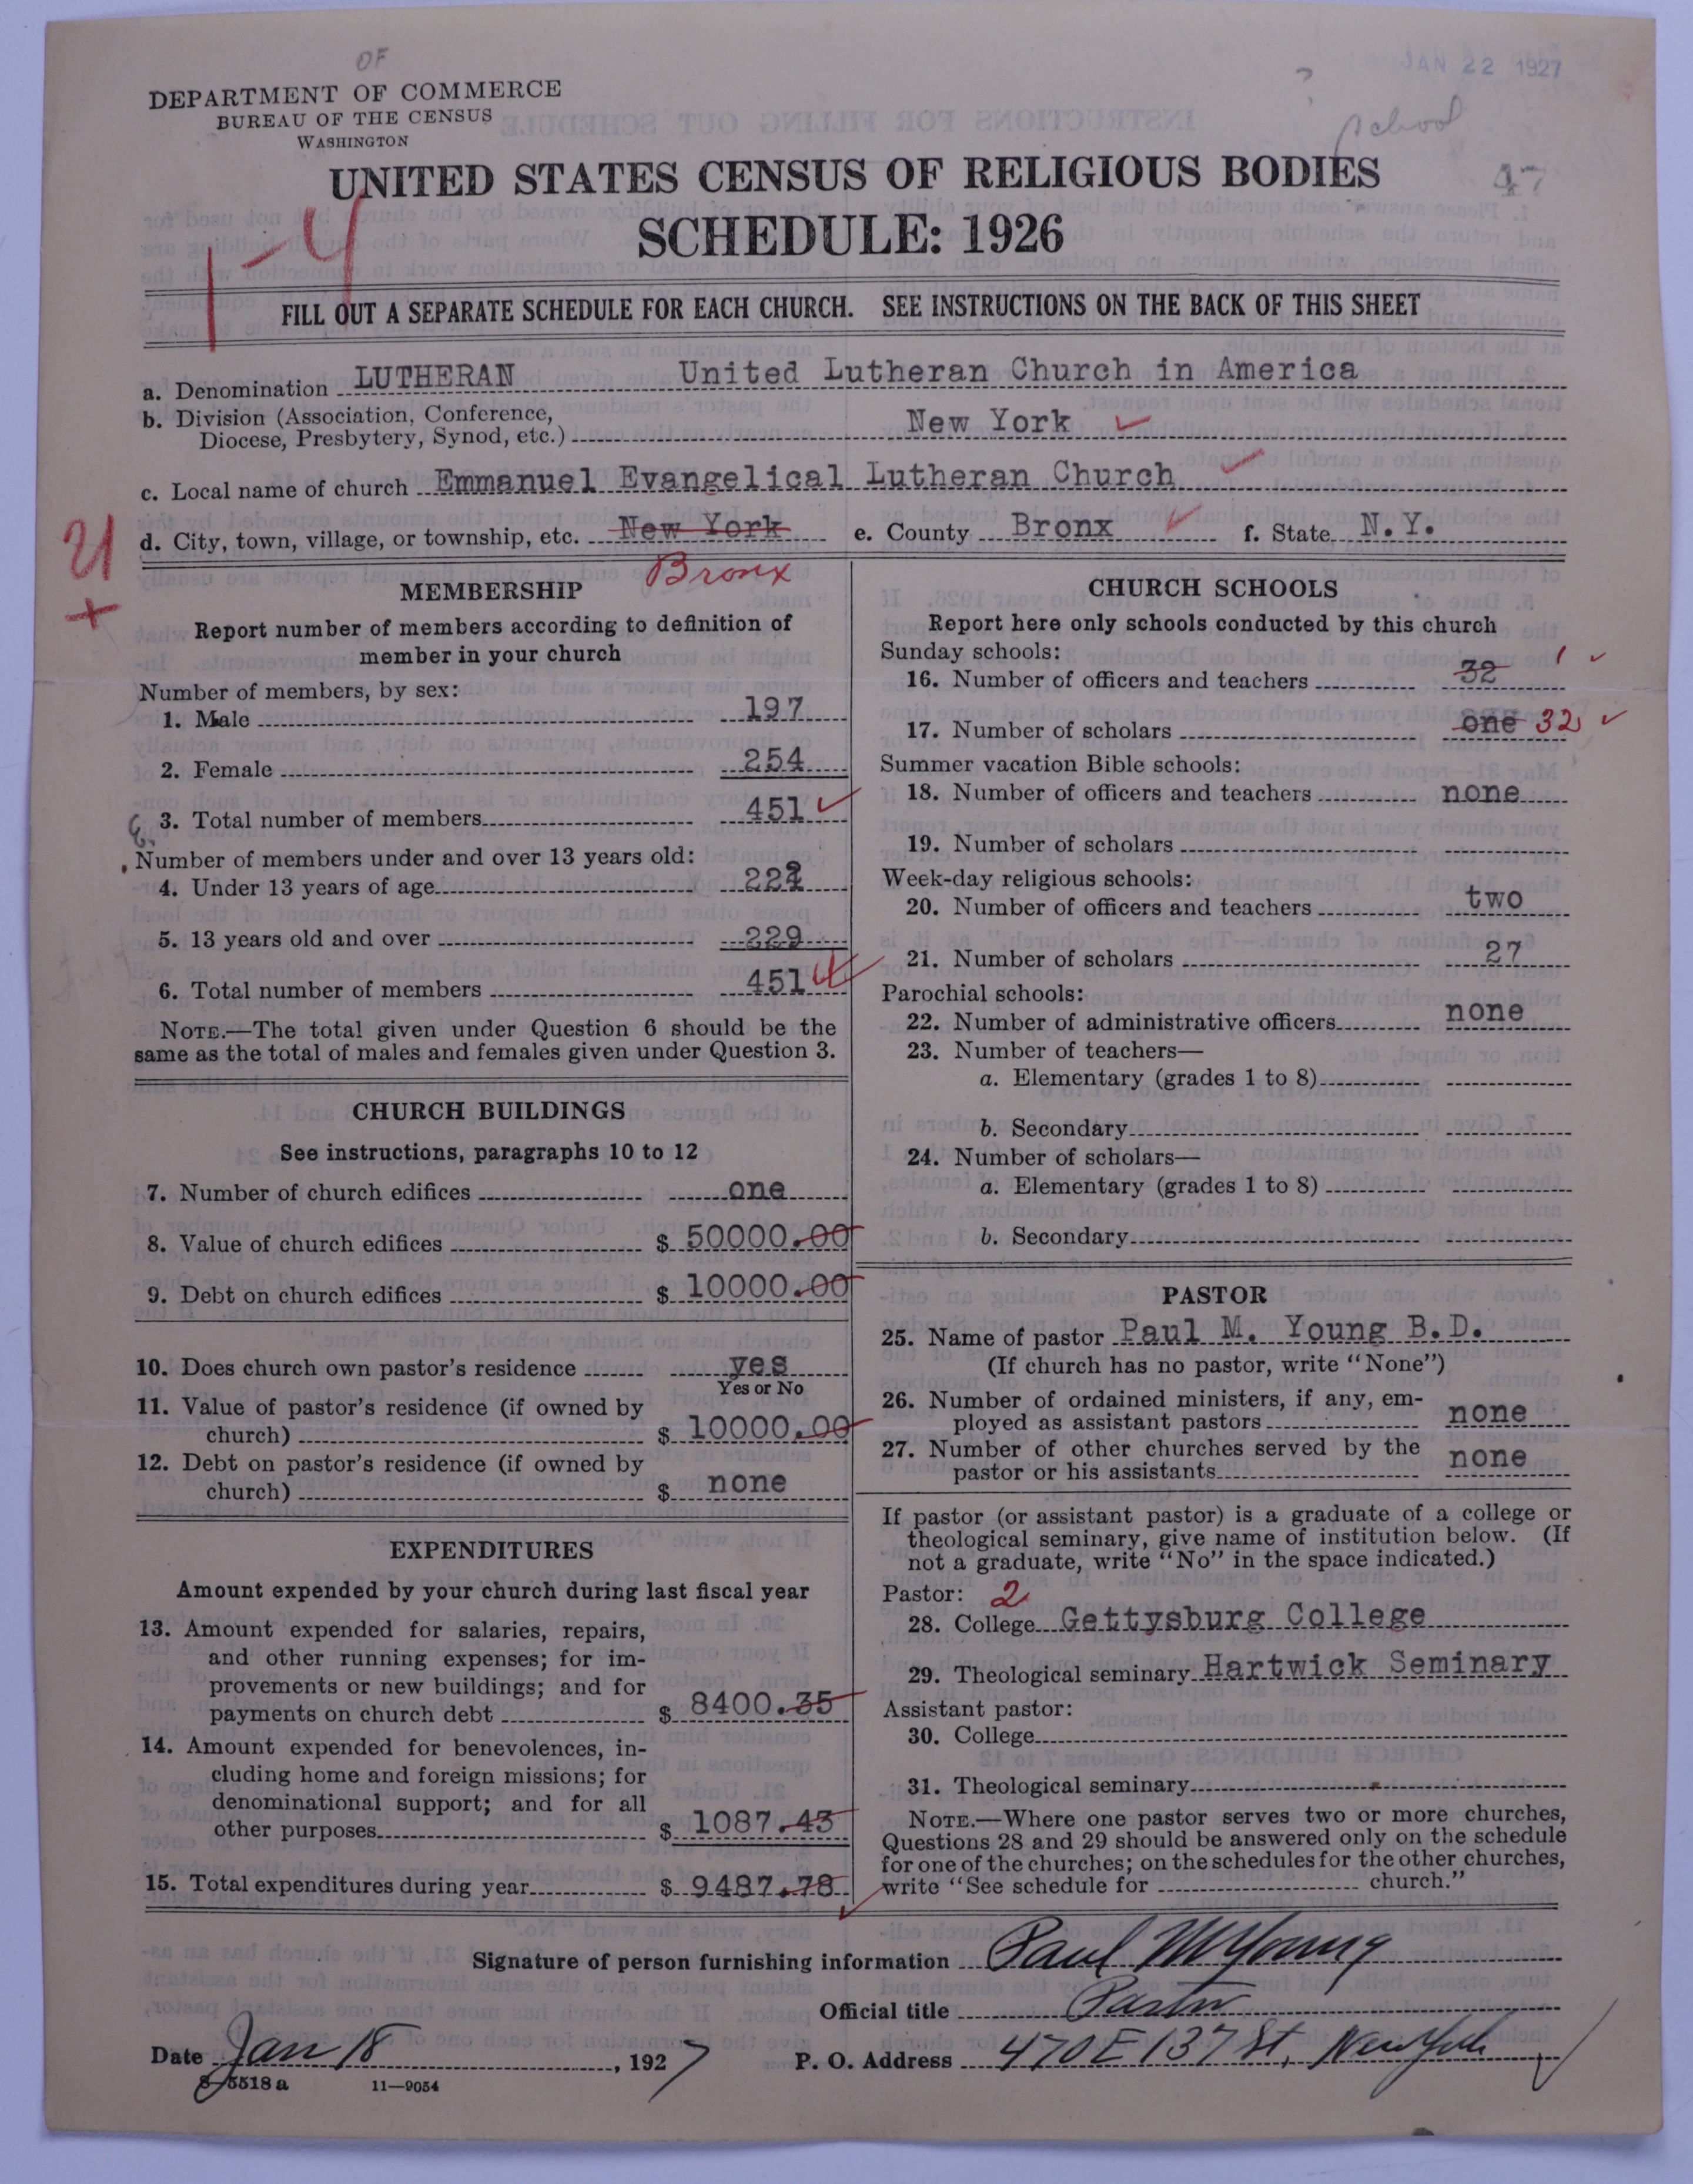 OF
JAN 22 1927
DEPARTMENT OF COMMERCE
BUREAU OF THE CENSUS
WASHINGTON
school
47
UNITED STATES CENSUS OF RELIGIOUS BODIES
SCHEDULE: 1926
1-4
FILL OUT A SEPARATE SCHEDULE FOR EACH CHURCH. SEE INSTRUCTIONS ON THE BACK OF THIS SHEET
a. Denomination LUTHERAN United Lutheran Church in America
b. Division (Association, Conference,
Diocese, Presbytery, Synod, etc.) New York
c. Local name of church Emmanuel Evangelical Lutheran Church
d. City, town, village, or township, etc. New York e. County Bronx f. State N.Y.
Bronx
21
+
MEMBERSHIP
Report number of members according to definition of
member in your church
Number of members, by sex:
1. Male 197
2. Female 254
3. Total number of members 451
Number of members under and over 13 years old:
4. Under 13 years of age 222
5. 13 years old and over 229
6. Total number of members 451
NOTE.—The total given under Question 6 should be the
same as the total of males and females given under Question 3.
CHURCH BUILDINGS
See instructions, paragraphs 10 to 12
7. Number of church edifices one
8. Value of church edifices $ 50000.00
9. Debt on church edifices $ 10000.00
10. Does church own pastor's residence yes
Yes or No
11. Value of pastor's residence (if owned by
church) $ 10000.00
12. Debt on pastor's residence (if owned by
church) $ none
EXPENDITURES
Amount expended by your church during last fiscal year
13. Amount expended for salaries, repairs,
and other running expenses; for im-
provements or new buildings; and for
payments on church debt $ 8400.35
14. Amount expended for benevolences, in-
cluding home and foreign missions; for
denominational support; and for all
other purposes $ 1087.43
15. Total expenditures during year $ 9487.78
CHURCH SCHOOLS
Report here only schools conducted by this church
Sunday schools:
16. Number of officers and teachers 32 1
17. Number of scholars one 32
Summer vacation Bible schools:
18. Number of officers and teachers none
19. Number of scholars
Week-day religious schools:
20. Number of officers and teachers two
21. Number of scholars 27
Parochial schools:
22. Number of administrative officers none
23. Number of teachers—
a. Elementary (grades 1 to 8)
b. Secondary
24. Number of scholars—
a. Elementary (grades 1 to 8)
b. Secondary
PASTOR
25. Name of pastor Paul M. Young B.D.
(If church has no pastor, write "None")
26. Number of ordained ministers, if any, em-
ployed as assistant pastors none
27. Number of other churches served by the
pastor or his assistants none
If pastor (or assistant pastor) is a graduate of a college or
theological seminary, give name of institution below. (If
not a graduate, write "No" in the space indicated.)
Pastor: 2
28. College Gettysburg College
29. Theological seminary Hartwick Seminary
Assistant pastor:
30. College
31. Theological seminary
NOTE.—Where one pastor serves two or more churches,
Questions 28 and 29 should be answered only on the schedule
for one of the churches; on the schedules for the other churches,
write "See schedule for church."
Signature of person furnishing information Paul M Young
Official title Pastor
Date Jan 18, 1927 P. O. Address 470 E 137 St, New York
8-5518 a 11—9054